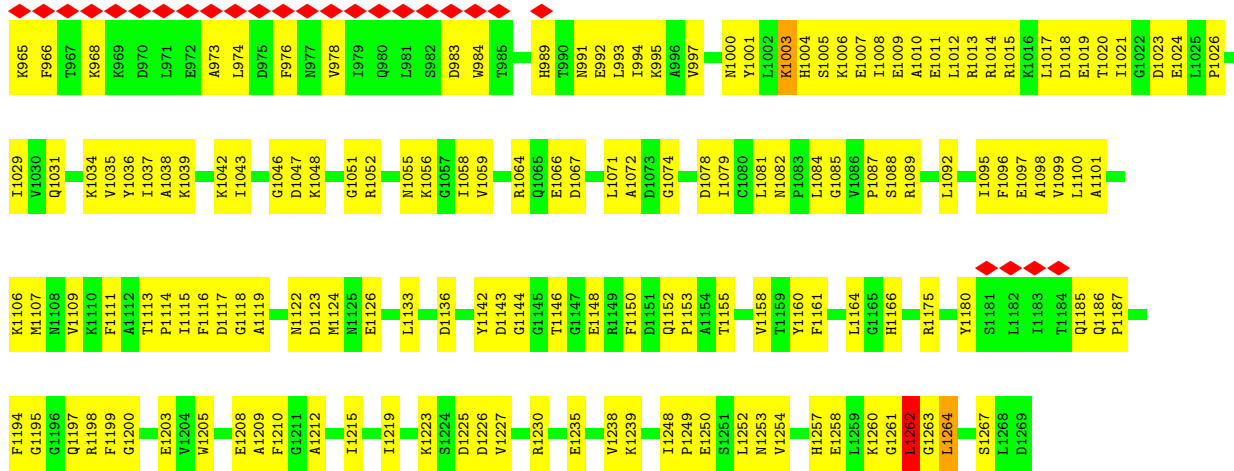 K965 F966 T967 K968 K969 D970 L971 E972 A973 L974 D975 F976 N977 V978 I979 Q980 L981 S982 D983 W984 T985 H989 T990 N991 E992 L993 I994 K995 A996 V997 N1000 Y1001 L1002 K1003 H1004 S1005 K1006 E1007 I1008 E1009 A1010 E1011 L1012 R1013 R1014 R1015 K1016 L1017 D1018 E1019 T1020 I1021 G1022 D1023 E1024 L1025 P1026
I1029 V1030 Q1031 K1034 V1035 Y1036 I1037 A1038 K1039 K1042 I1043 G1046 D1047 K1048 G1051 R1052 N1055 K1056 G1057 I1058 V1059 R1064 Q1065 E1066 D1067 L1071 A1072 D1073 G1074 D1078 I1079 C1080 L1081 N1082 P1083 L1084 G1085 V1086 P1087 S1088 R1089 L1092 I1095 F1096 E1097 A1098 V1099 L1100 A1101
K1106 M1107 N1108 V1109 K1110 F1111 A1112 T1113 P1114 I1115 F1116 D1117 G1118 A1119 N1122 D1123 M1124 N1125 E1126 L1133 D1136 Y1142 D1143 G1144 G1145 T1146 G1147 E1148 R1149 F1150 D1151 Q1152 P1153 A1154 T1155 V1158 T1159 Y1160 F1161 L1164 G1165 H1166 R1175 Y1180 S1181 L1182 I1183 T1184 Q1185 Q1186 P1187
F1194 G1195 G1196 Q1197 R1198 F1199 G1200 E1203 V1204 W1205 E1208 A1209 F1210 G1211 A1212 I1215 I1219 K1223 S1224 D1225 D1226 V1227 R1230 E1235 V1238 K1239 I1248 P1249 E1250 S1251 L1252 N1253 V1254 H1257 E1258 L1259 K1260 G1261 L1262 G1263 L1264 S1267 L1268 D1269